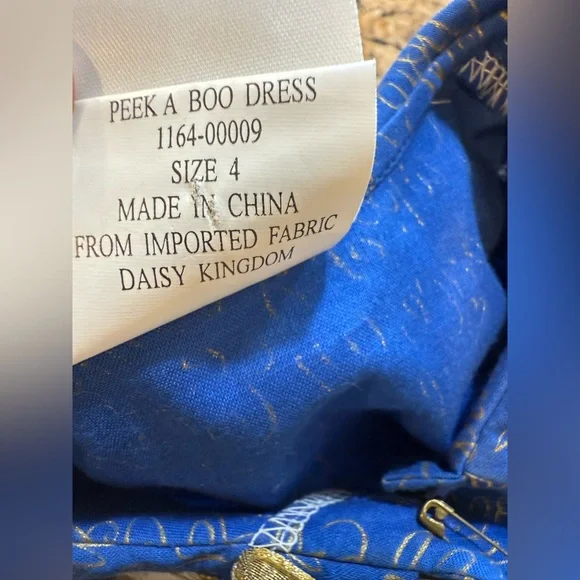 PEEK A BOO DRESS
1164-00009
SIZE 4
MADE IN CHINA
FROM IMPORTED FABRIC
DAISY KINGDOM